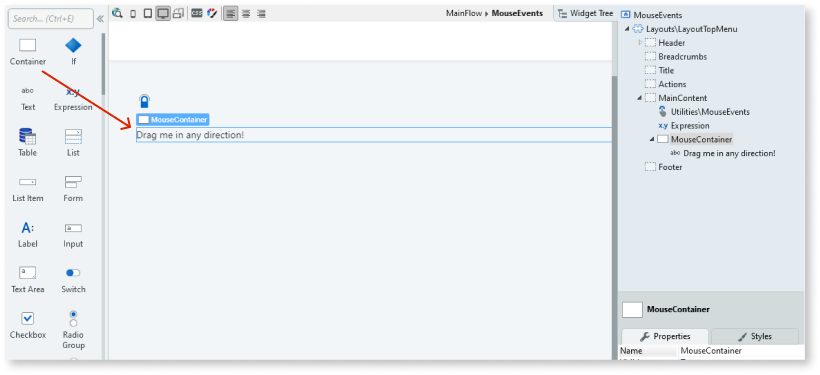 Search... (Ctrl+E)
Container If
abc x.y
Text Expression
Table List
List Item Form
A: a
Label Input
a
Text Area Switch
Checkbox Radio Group
CSS
MainFlow MouseEvents
Widget Tree
MouseContainer
Drag me in any direction!
MouseEvents
Layouts\LayoutTopMenu
Header
Breadcrumbs
Title
Actions
MainContent
Utilities\MouseEvents
x.y Expression
MouseContainer
abc Drag me in any direction!
Footer
MouseContainer
Properties Styles
Name MouseContainer